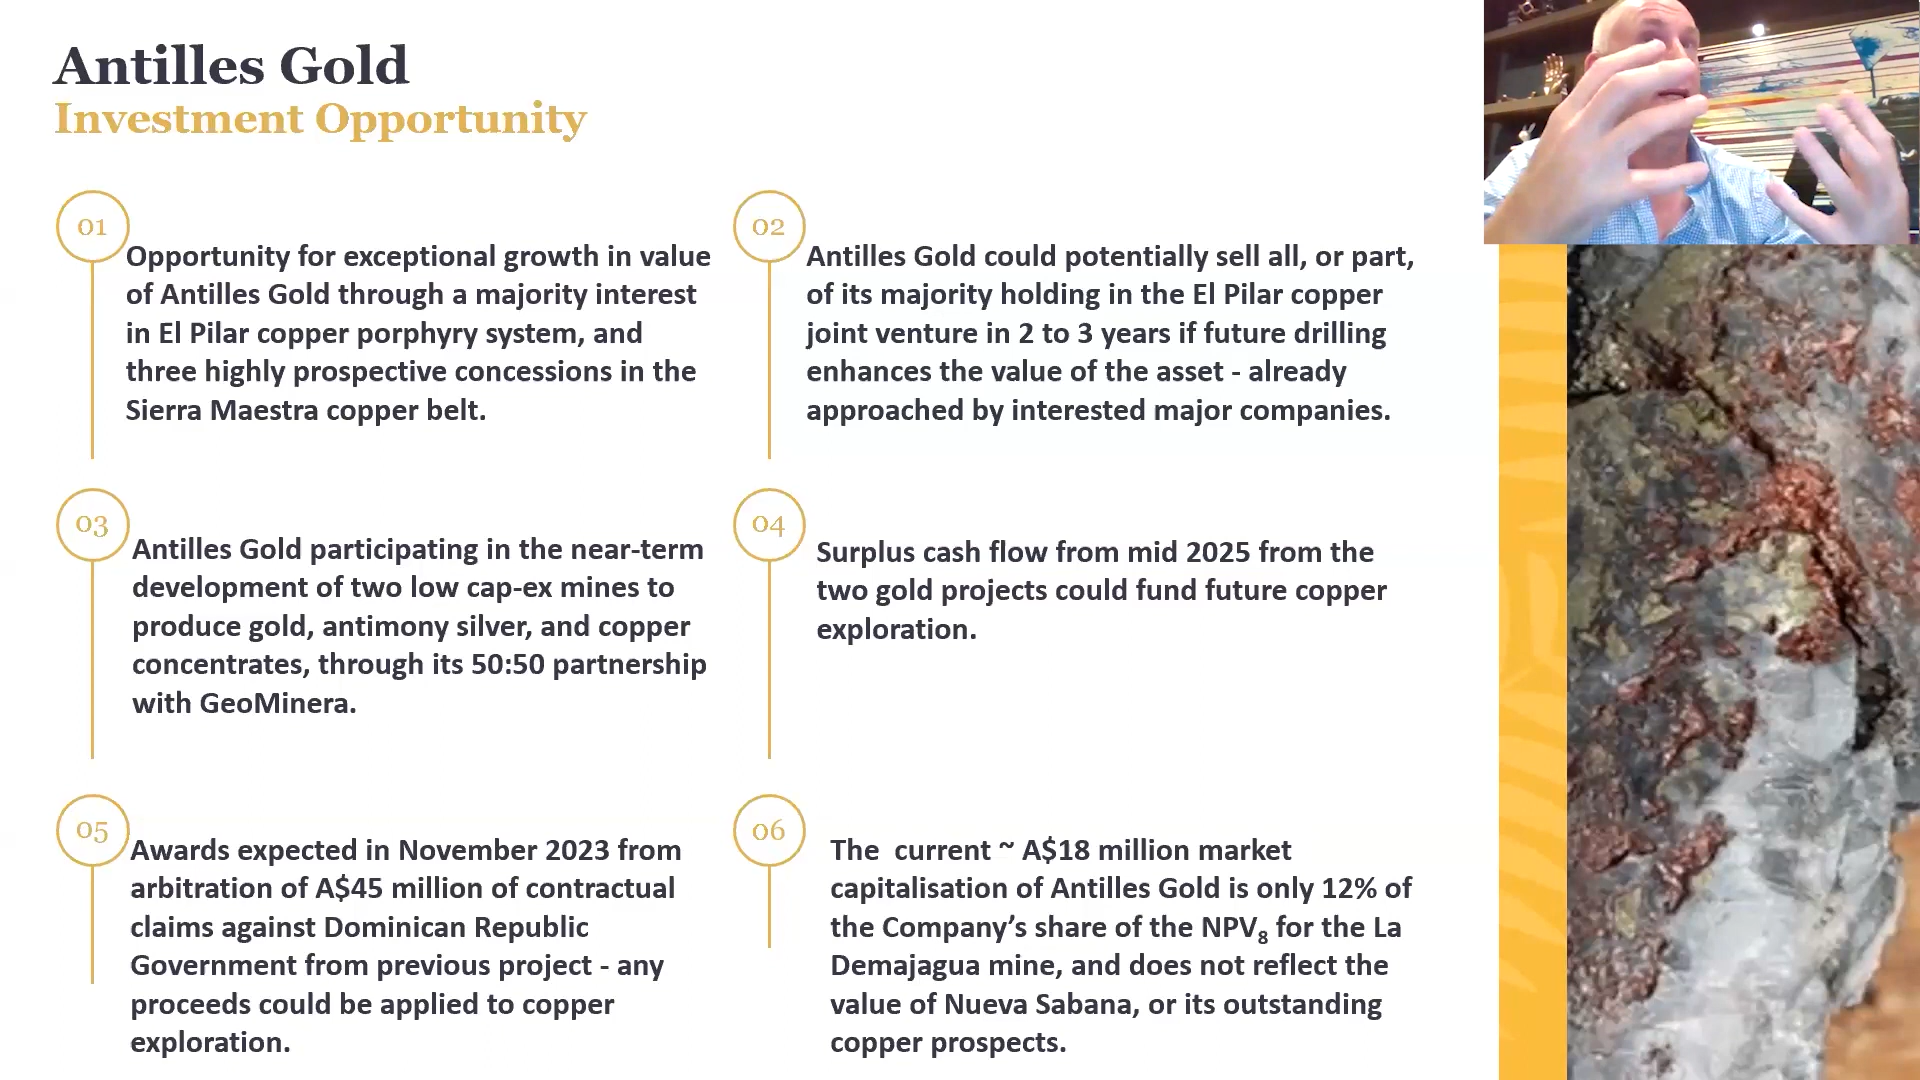 Antilles Gold
Investment Opportunity
01
Opportunity for exceptional growth in value
of Antilles Gold through a majority interest
in El Pilar copper porphyry system, and
three highly prospective concessions in the
Sierra Maestra copper belt.
02
Antilles Gold could potentially sell all, or part,
of its majority holding in the El Pilar copper
joint venture in 2 to 3 years if future drilling
enhances the value of the asset - already
approached by interested major companies.
03
Antilles Gold participating in the near-term
development of two low cap-ex mines to
produce gold, antimony silver, and copper
concentrates, through its 50:50 partnership
with GeoMinera.
04
Surplus cash flow from mid 2025 from the
two gold projects could fund future copper
exploration.
05
Awards expected in November 2023 from
arbitration of A$45 million of contractual
claims against Dominican Republic
Government from previous project - any
proceeds could be applied to copper
exploration.
06
The  current ~ A$18 million market
capitalisation of Antilles Gold is only 12% of
the Company’s share of the NPV₈ for the La
Demajagua mine, and does not reflect the
value of Nueva Sabana, or its outstanding
copper prospects.